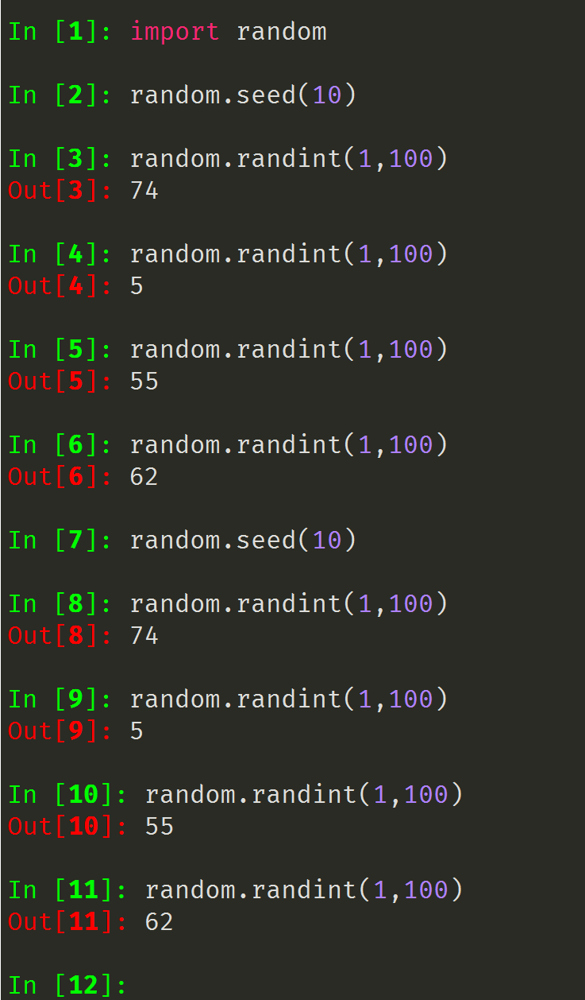 In [1]: import random
In [2]: random.seed(10)
In [3]: random.randint(1,100)
Out[3]: 74
In [4]: random.randint(1,100)
Out[4]: 5
In [5]: random.randint(1,100)
Out[5]: 55
In [6]: random.randint(1,100)
Out[6]: 62
In [7]: random.seed(10)
In [8]: random.randint(1,100)
Out[8]: 74
In [9]: random.randint(1,100)
Out[9]: 5
In [10]: random.randint(1,100)
Out[10]: 55
In [11]: random.randint(1,100)
Out[11]: 62
In [12]: